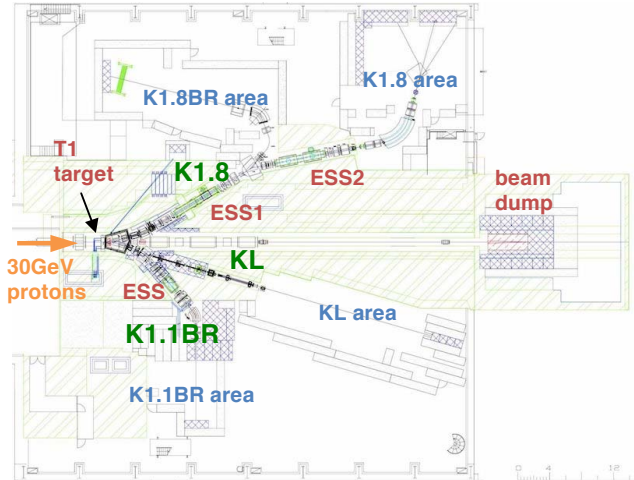 K1.8 area
K1.8BR area
T1
target
K1.8
ESS2
beam
dump
ESS1
30GeV
protons
KL
ESS
KL area
K1.1BR
K1.1BR area
0 4 12